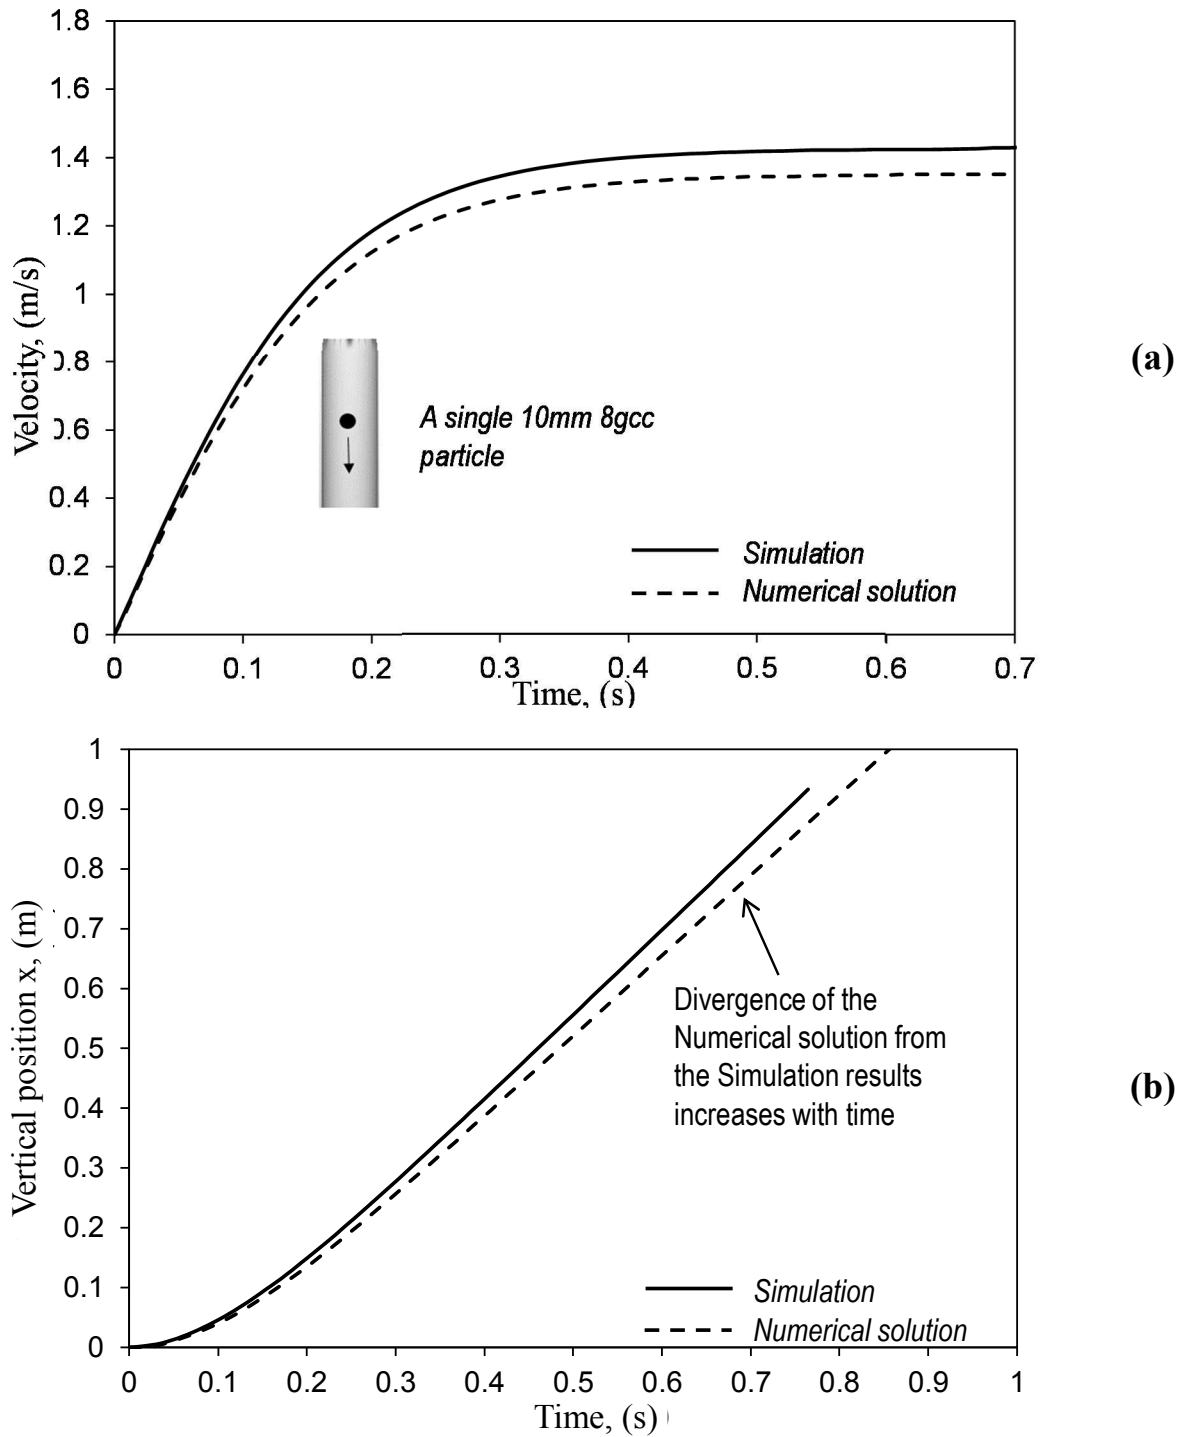 1.8
1.6
1.4
1.2
1
0.8
0.6
0.4
0.2
0
Velocity, (m/s)
A single 10mm 8gcc
particle
Simulation
Numerical solution
0 0.1 0.2 0.3 0.4 0.5 0.6 0.7
Time, (s)
(a)
1
0.9
0.8
0.7
0.6
0.5
0.4
0.3
0.2
0.1
0
Vertical position x, (m)
Divergence of the
Numerical solution from
the Simulation results
increases with time
Simulation
Numerical solution
0 0.1 0.2 0.3 0.4 0.5 0.6 0.7 0.8 0.9 1
Time, (s)
(b)